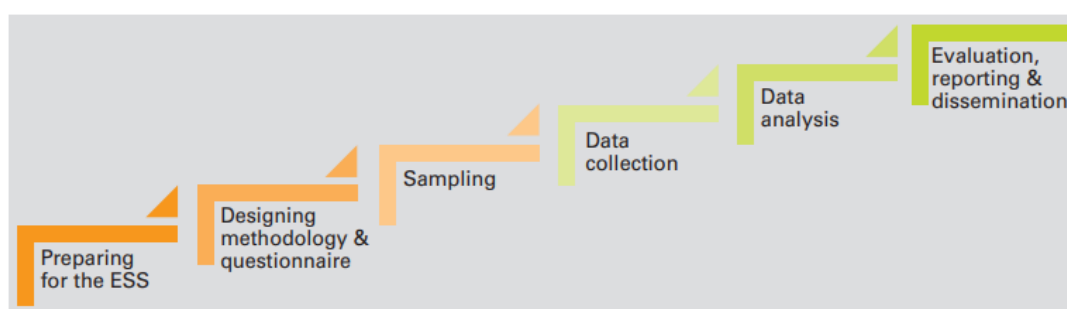 Preparing
for the ESS
Designing
methodology &
questionnaire
Sampling
Data
collection
Data
analysis
Evaluation,
reporting &
dissemination